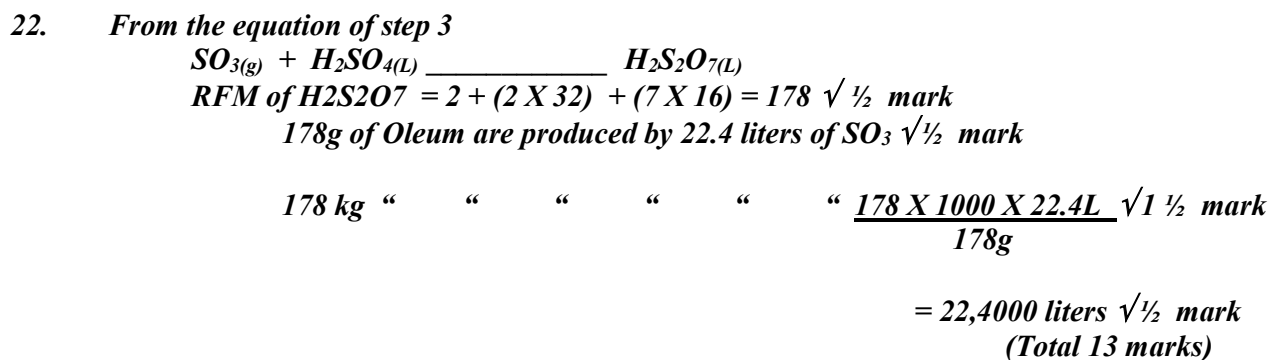 22. From the equation of step 3
SO3(g) + H2SO4(L) _____________ H2S2O7(L)
RFM of H2S2O7 = 2 + (2 X 32) + (7 X 16) = 178 √ ½ mark
178g of Oleum are produced by 22.4 liters of SO3 √½ mark
178 kg “ “ “ “ “ “ 178 X 1000 X 22.4L √1 ½ mark
178g
= 22,4000 liters √½ mark
(Total 13 marks)